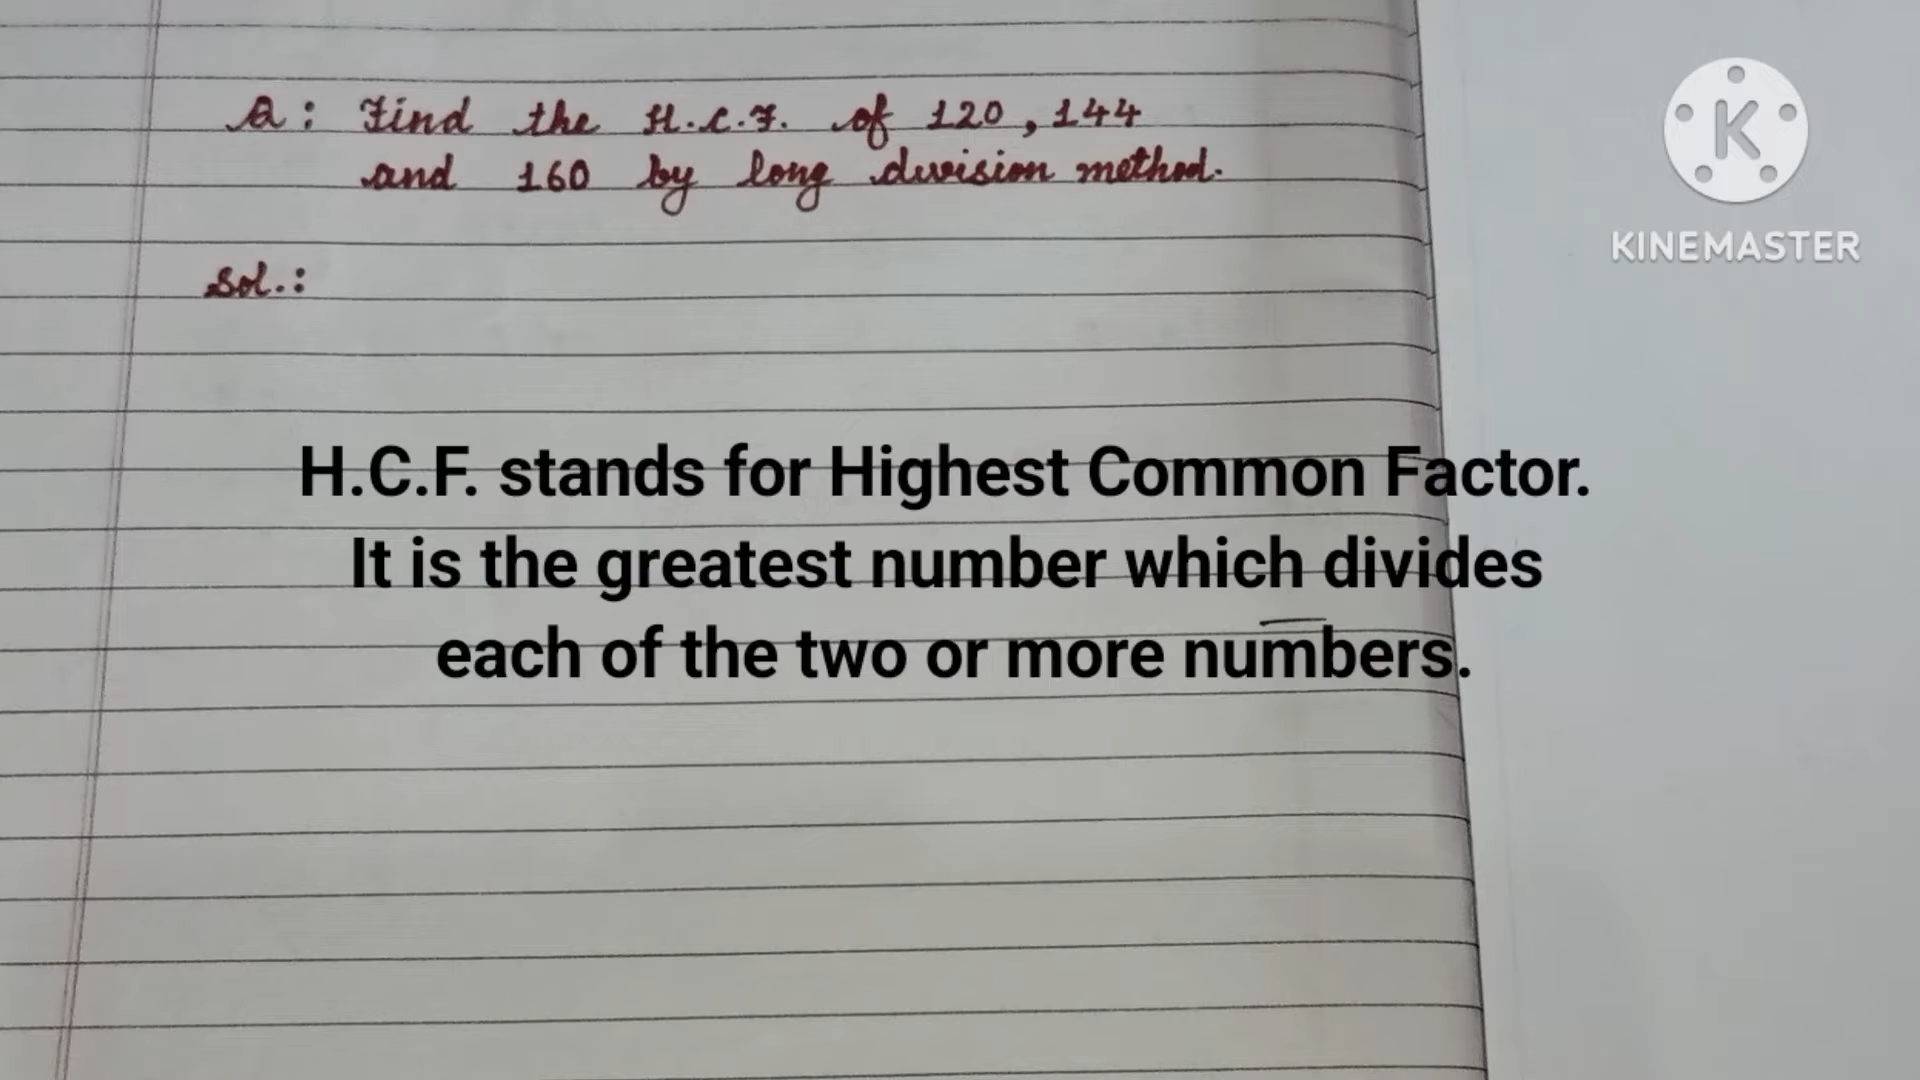 Q: Find the H.C.F. of 120, 144
and 160 by long division method.
Sol.:
K
KINEMASTER
H.C.F. stands for Highest Common Factor.
It is the greatest number which divides
each of the two or more numbers.